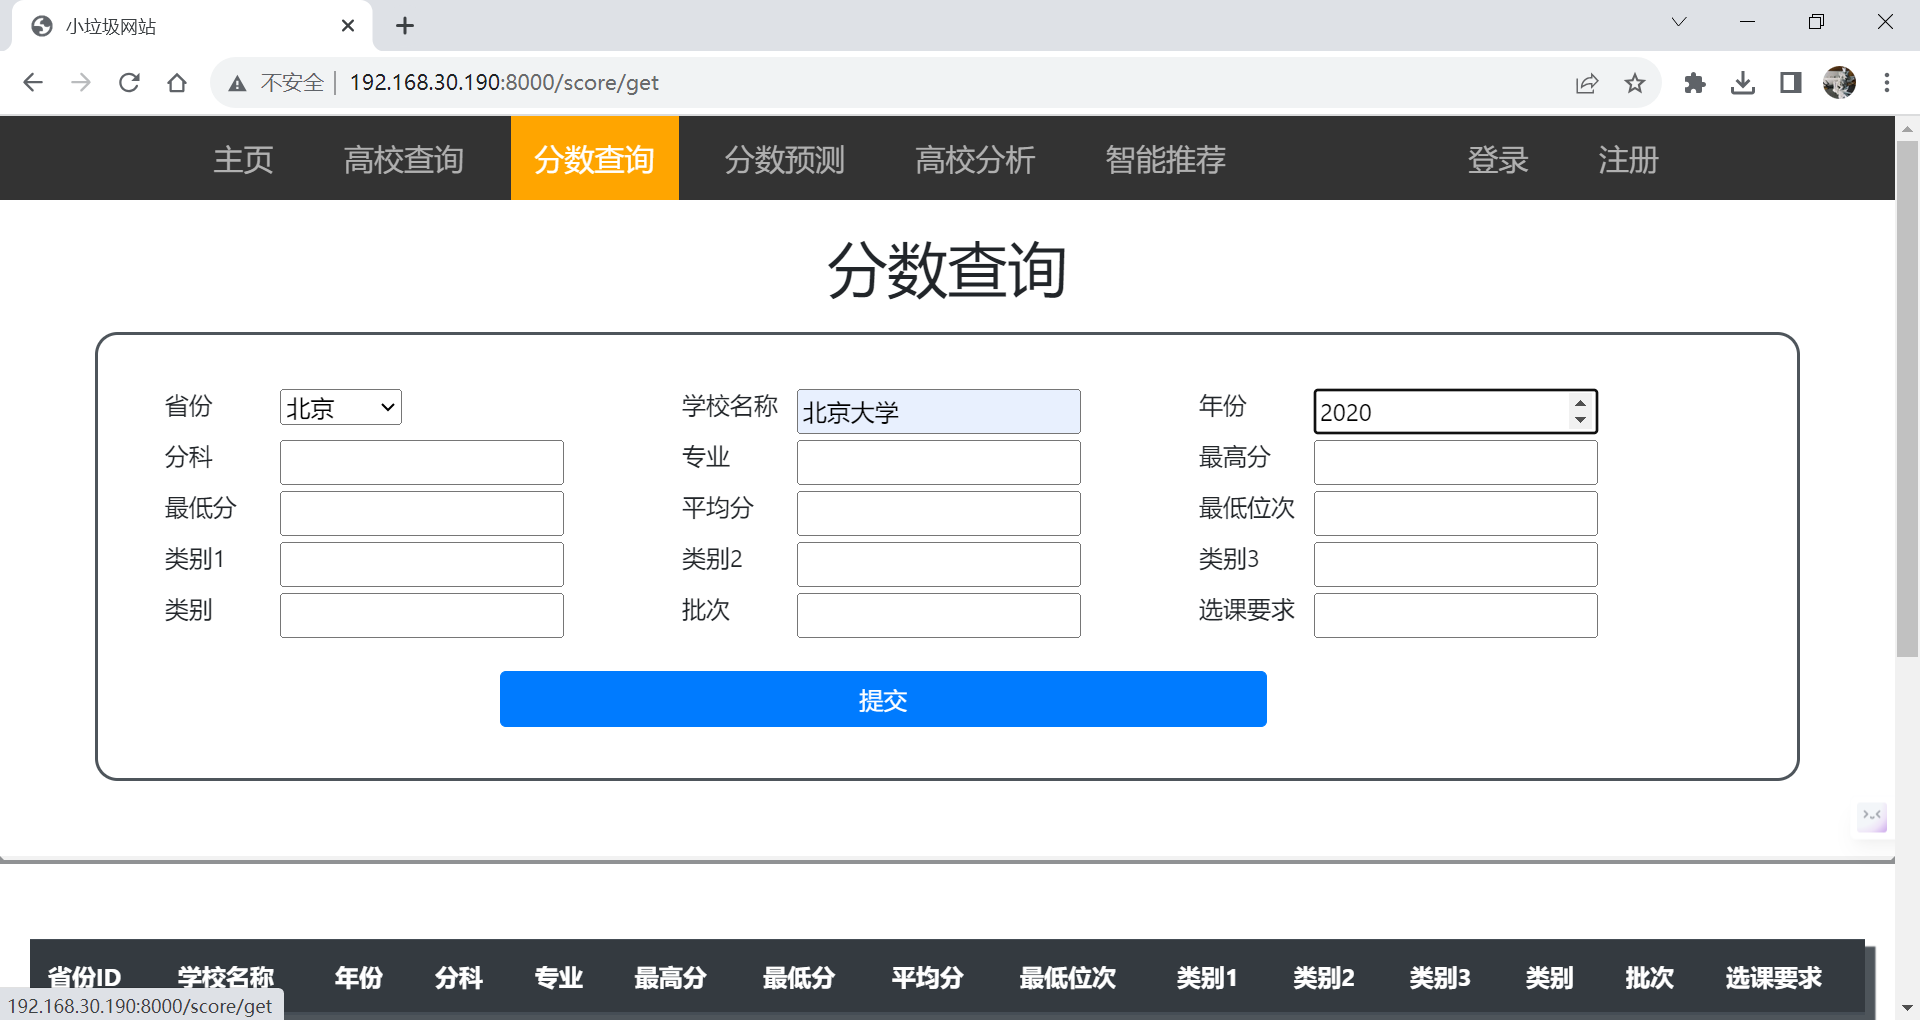 小垃圾网站
不安全 192.168.30.190:8000/score/get
主页 高校查询 分数查询 分数预测 高校分析 智能推荐 登录 注册
分数查询
省份 北京 学校名称 北京大学 年份 2020
分科 专业 最高分
最低分 平均分 最低位次
类别1 类别2 类别3
类别 批次 选课要求
提交
省份ID 学校名称 年份 分科 专业 最高分 最低分 平均分 最低位次 类别1 类别2 类别3 类别 批次 选课要求
192.168.30.190:8000/score/get